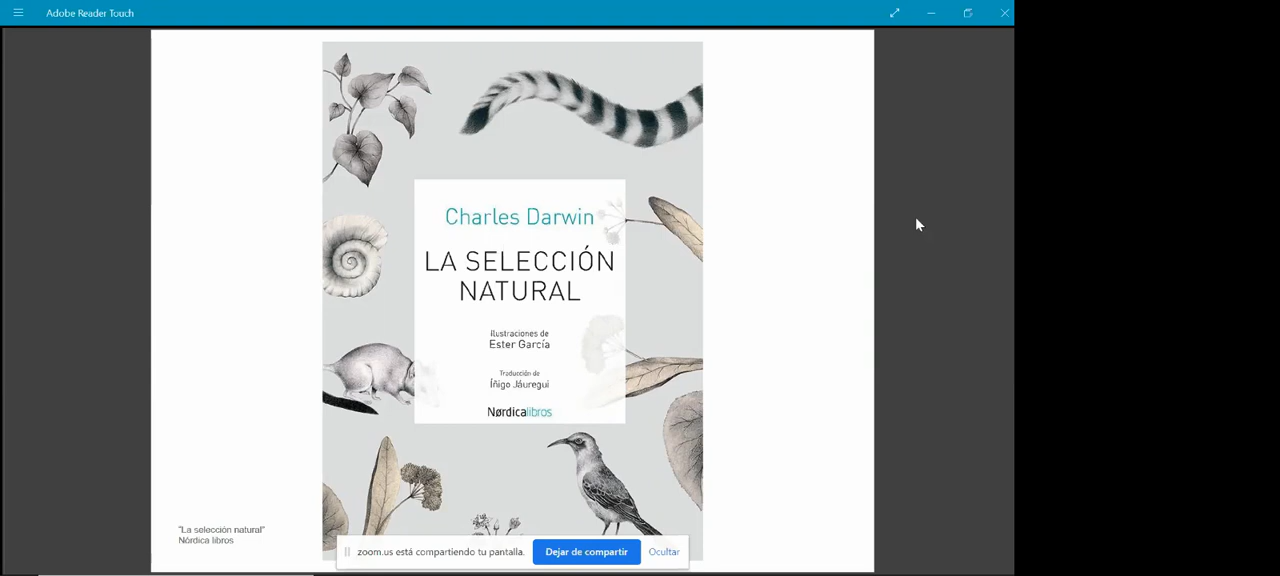 Adobe Reader Touch
Charles Darwin
LA SELECCIÓN
NATURAL
Ilustraciones de
Ester García
Traducción de
Íñigo Jáuregui
Nørdicalibros
"La selección natural"
Nórdica libros
zoom.us está compartiendo tu pantalla.
Dejar de compartir
Ocultar